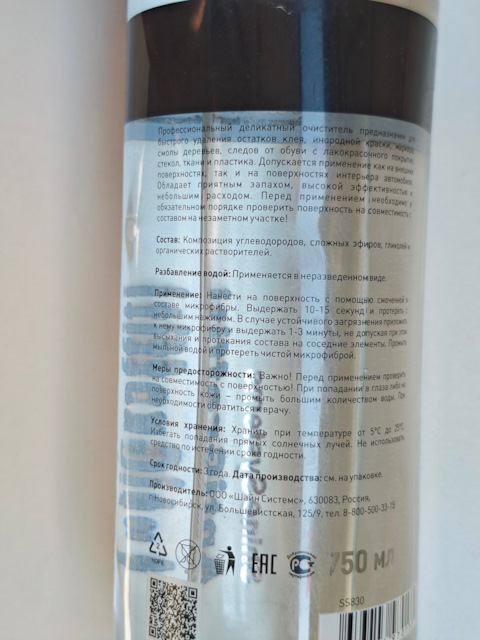 Профессиональный деликатный очиститель предназначен для
быстрого удаления остатков клея, инородной краски, маркера,
смолы деревьев, следов от обуви с лакокрасочного покрытия,
стекол, ткани и пластика. Допускается применение как на внешних
поверхностях, так и на поверхностях интерьера автомобиля.
Обладает приятным запахом, высокой эффективностью и
небольшим расходом. Перед применением необходимо в
обязательном порядке проверить поверхность на совместимость с
составом на незаметном участке!
Состав: Композиция углеводородов, сложных эфиров, гликолей и
органических растворителей.
Разбавление водой: Применяется в неразведенном виде.
Применение: Нанести на поверхность с помощью смоченной в
составе микрофибры. Выдержать 10-15 секунд и протереть с
небольшим нажимом. В случае устойчивого загрязнения приложить
к нему микрофибру и выдержать 1-3 минуты, не допуская при этом
высыхания и протекания состава на соседние элементы. Промыть
мыльной водой и протереть чистой микрофиброй.
Меры предосторожности: Важно! Перед применением проверить
на совместимость с поверхностью! При попадании в глаза либо на
поверхность кожи – промыть большим количеством воды. При
необходимости обратиться к врачу.
Условия хранения: Хранить при температуре от 5°С до 25°С.
Избегать попадания прямых солнечных лучей. Не использовать
средство по истечении срока годности.
Срок годности: 3 года. Дата производства: см. на упаковке.
Производитель: ООО «Шайн Системс», 630083, Россия,
г.Новосибирск, ул. Большевистская, 125/9, тел. 8-800-500-33-15
2
HDPE
EAC
750 мл
SS830